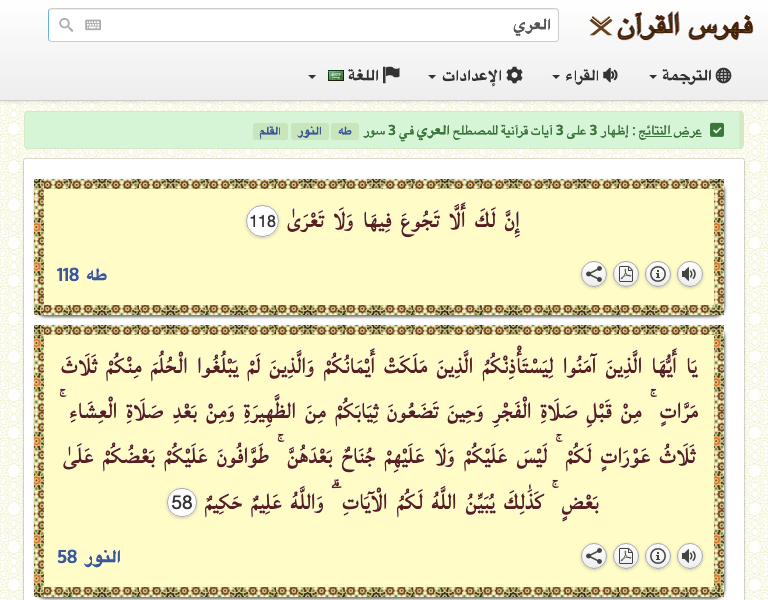 فهرس القرآن
العري
الترجمة
القراء
الإعدادات
اللغة
عرض النتائج : إظهار 3 على 3 آيات قرآنية للمصطلح العري في 3 سور طه النور القلم
إِنَّ لَكَ أَلَّا تَجُوعَ فِيهَا وَلَا تَعْرَىٰ 118
طه 118
يَا أَيُّهَا الَّذِينَ آمَنُوا لِيَسْتَأْذِنْكُمُ الَّذِينَ مَلَكَتْ أَيْمَانُكُمْ وَالَّذِينَ لَمْ يَبْلُغُوا الْحُلُمَ مِنْكُمْ ثَلَاثَ
مَرَّاتٍ ۚ مِنْ قَبْلِ صَلَاةِ الْفَجْرِ وَحِينَ تَضَعُونَ ثِيَابَكُمْ مِنَ الظَّهِيرَةِ وَمِنْ بَعْدِ صَلَاةِ الْعِشَاءِ ۚ
ثَلَاثُ عَوْرَاتٍ لَكُمْ ۚ لَيْسَ عَلَيْكُمْ وَلَا عَلَيْهِمْ جُنَاحٌ بَعْدَهُنَّ ۚ طَوَّافُونَ عَلَيْكُمْ بَعْضُكُمْ عَلَىٰ
بَعْضٍ ۚ كَذَٰلِكَ يُبَيِّنُ اللَّهُ لَكُمُ الْآيَاتِ ۗ وَاللَّهُ عَلِيمٌ حَكِيمٌ 58
النور 58